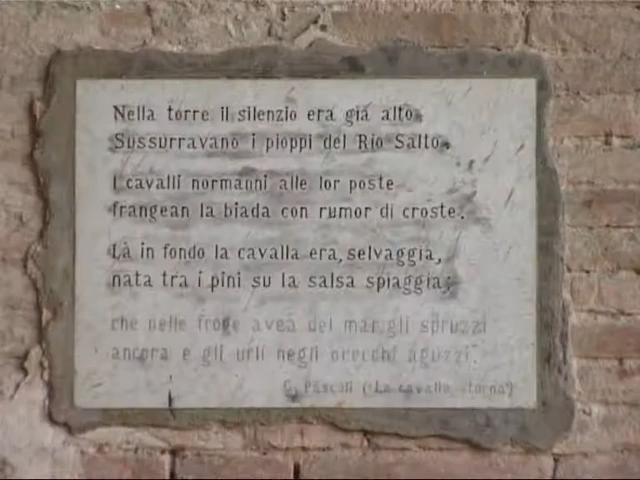 Nella torre il silenzio era già alto.
Sussurravano i pioppi del Rio Salto.
I cavalli normanni alle lor poste
frangean la biada con rumor di croste.
Là in fondo la cavalla era, selvaggia,
nata tra i pini su la salsa spiaggia;
che nelle froge avea del mar gli spruzzi
ancora e gli urli negli orecchi aguzzi.
G. Pascoli ("La cavalla storna")